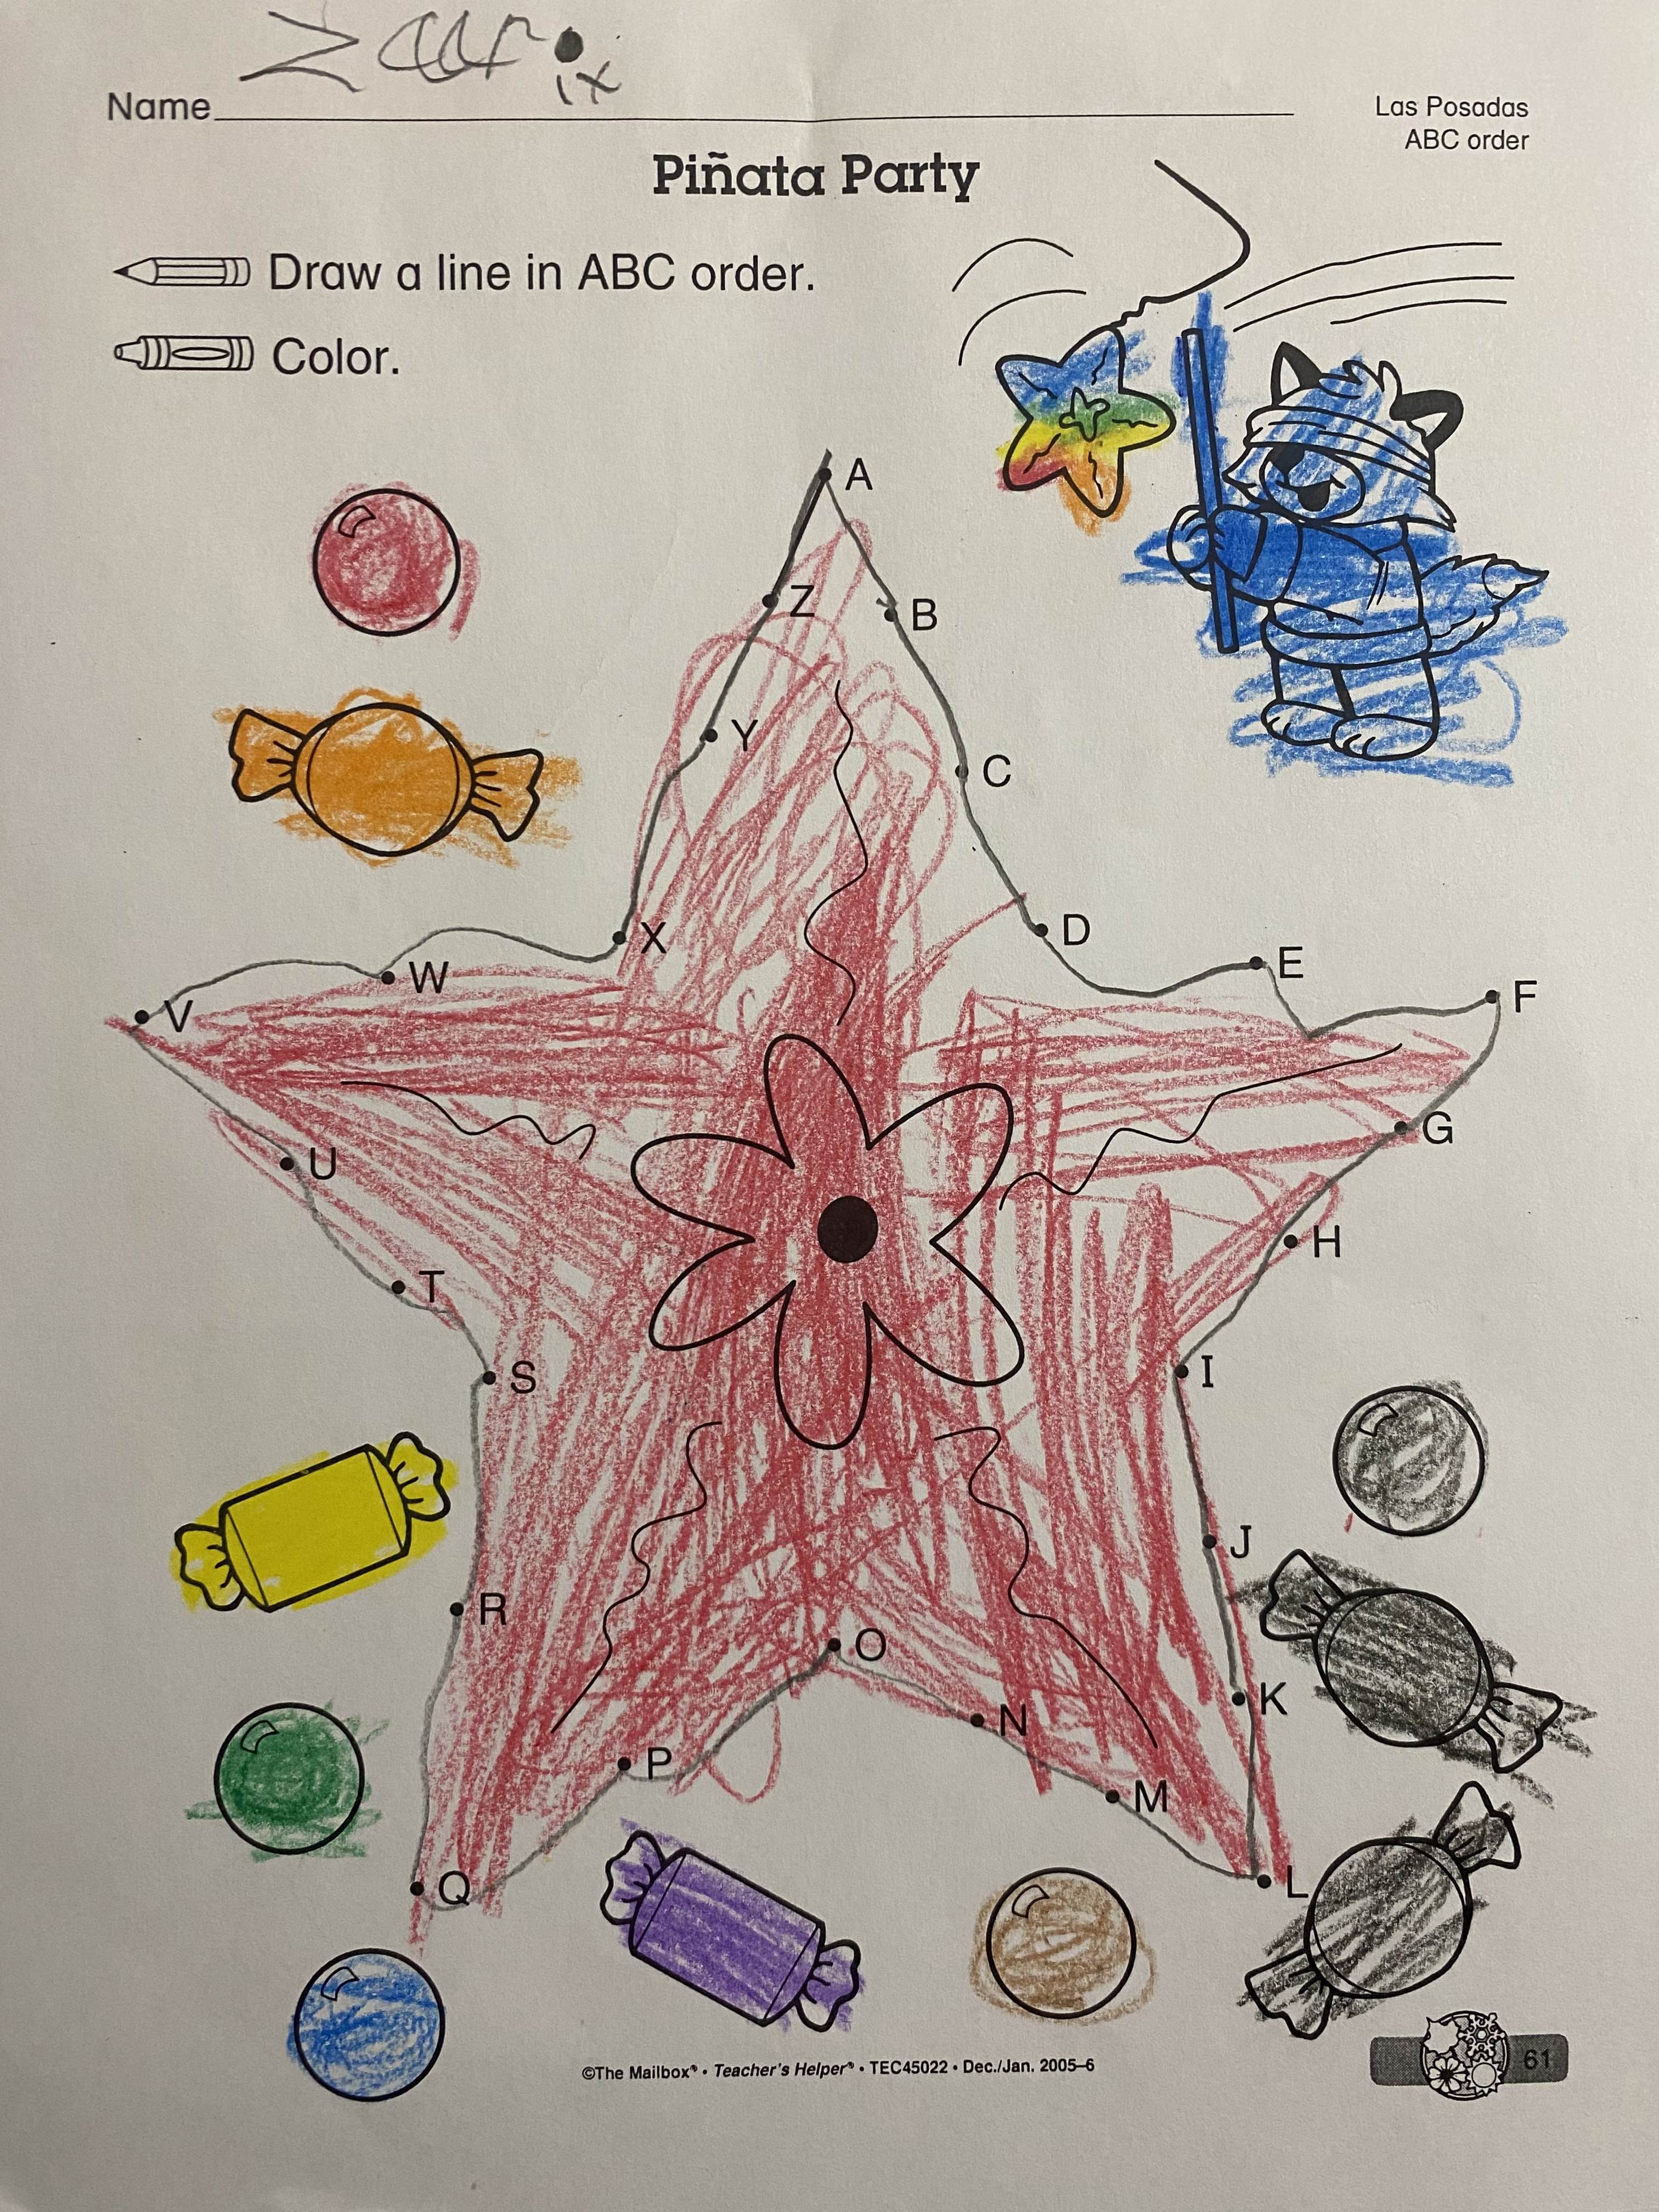 Name
Las Posadas
ABC order
Piñata Party
Draw a line in ABC order.
Color.
A
Z
B
Y
C
D
X
E
W
F
V
G
U
H
T
I
S
J
R
O
K
N
P
M
L
Q
©The Mailbox® • Teacher's Helper® • TEC45022 • Dec./Jan. 2005–6
61